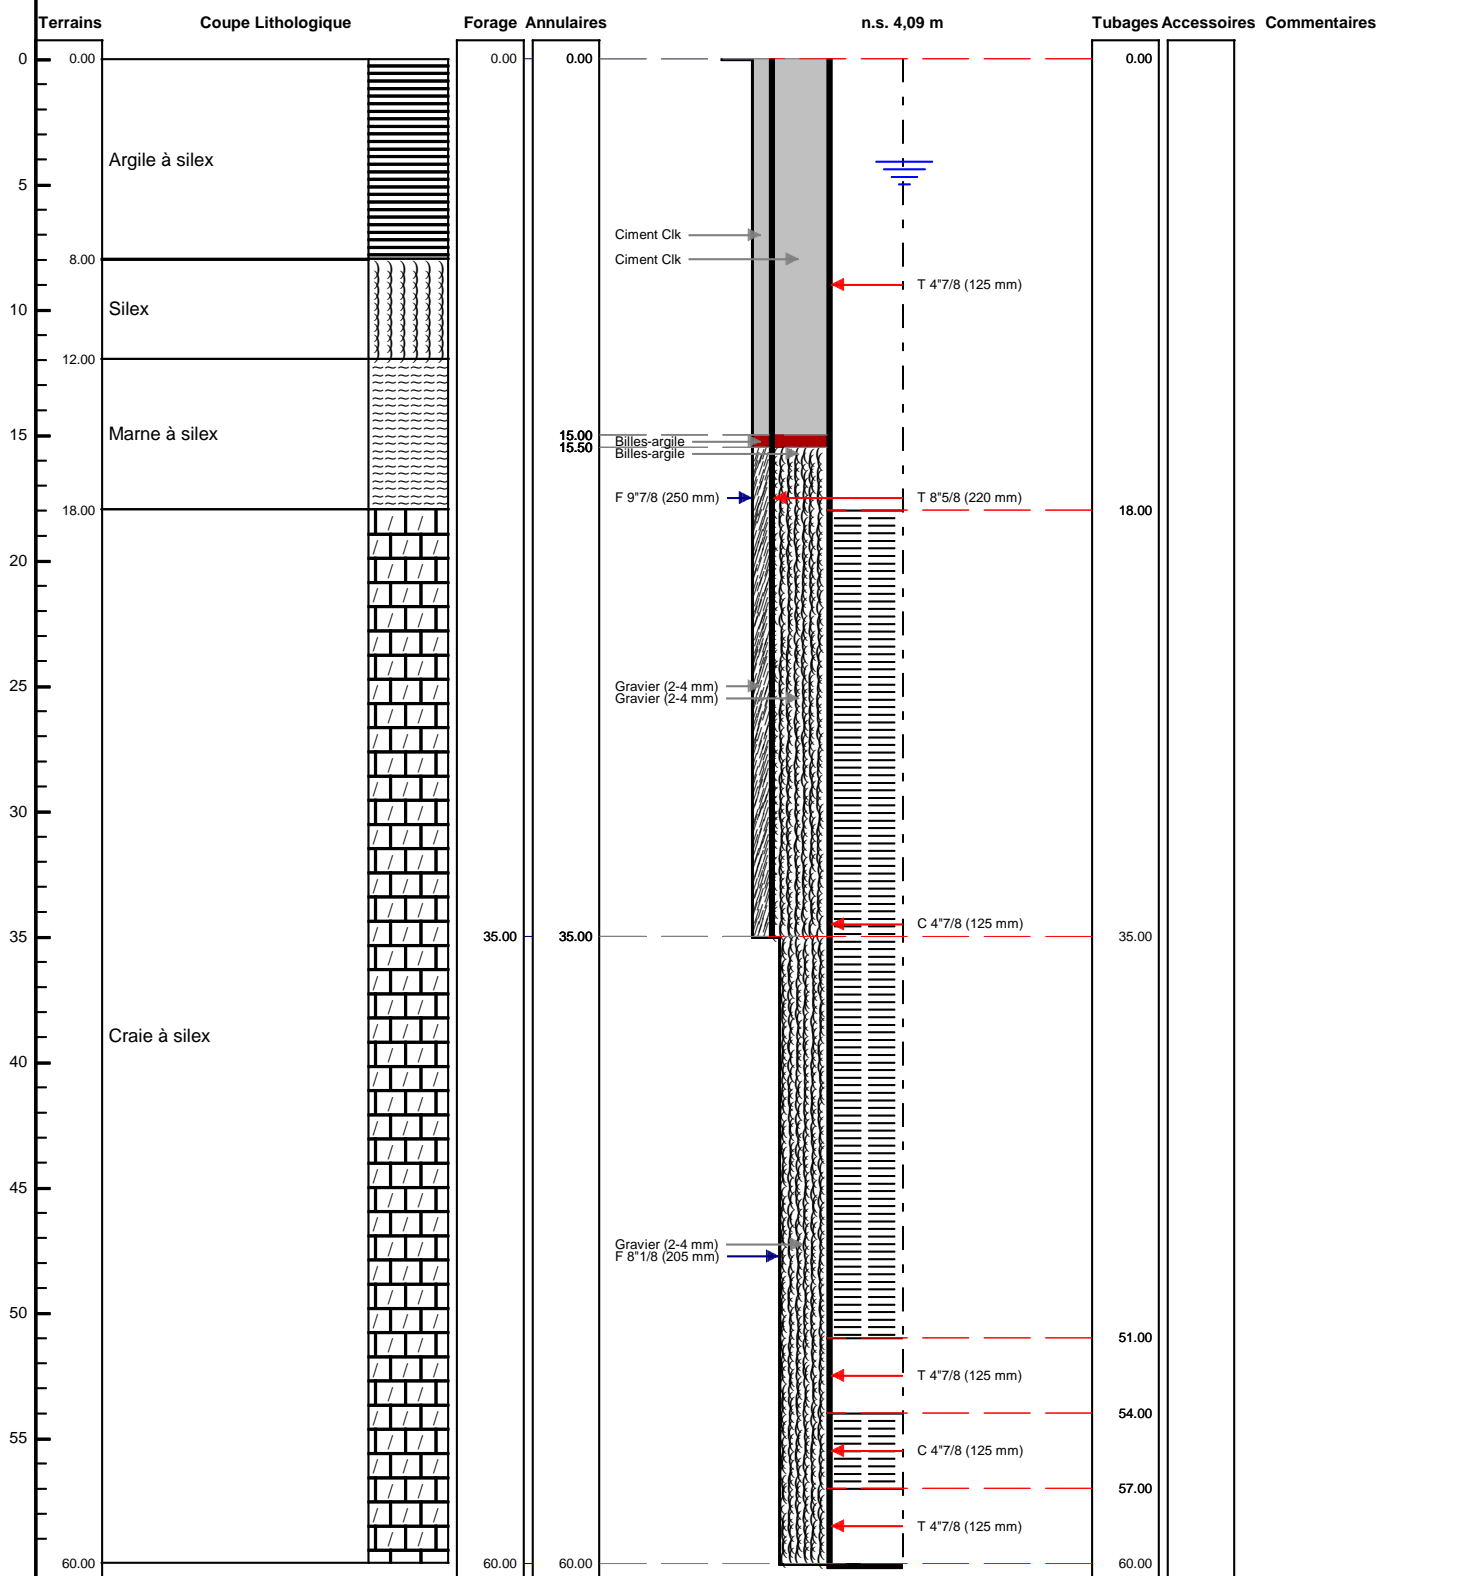 Terrains Coupe Lithologique Forage Annulaires n.s. 4,09 m Tubages Accessoires Commentaires
0 0.00 0.00 0.00 0.00
Argile à silex
5
Ciment Clk
8.00 Ciment Clk
T 4"7/8 (125 mm)
10 Silex
12.00
Marne à silex
15 15.00
Billes-argile
15.50
Billes-argile
F 9"7/8 (250 mm) T 8"5/8 (220 mm)
18.00 18.00
20
25 Gravier (2-4 mm)
Gravier (2-4 mm)
30
C 4"7/8 (125 mm)
35 35.00 35.00 35.00
Craie à silex
40
45
Gravier (2-4 mm)
F 8"1/8 (205 mm)
50
51.00
T 4"7/8 (125 mm)
54.00
55
C 4"7/8 (125 mm)
57.00
T 4"7/8 (125 mm)
60.00 60.00 60.00 60.00